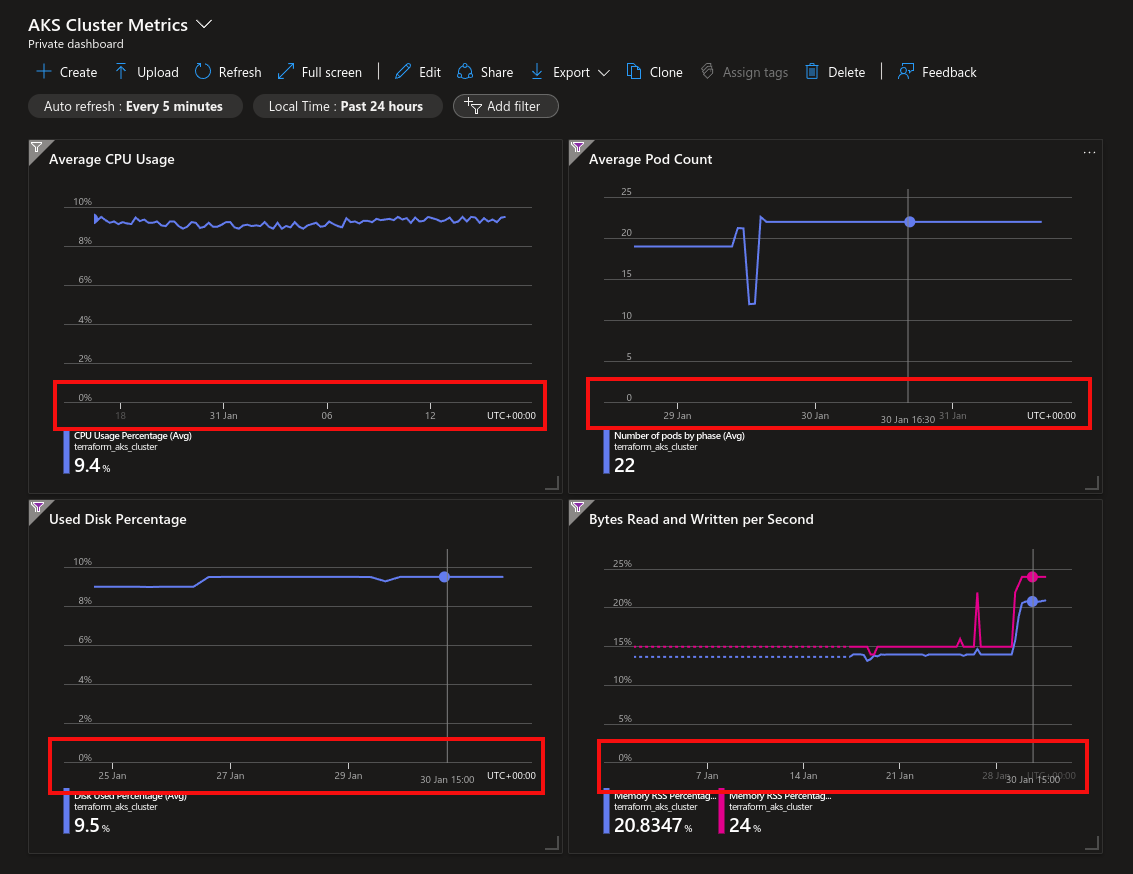 AKS Cluster Metrics
Private dashboard
Create Upload Refresh Full screen Edit Share Export Clone Assign tags Delete Feedback
Auto refresh : Every 5 minutes Local Time : Past 24 hours Add filter
Average CPU Usage
10%
8%
6%
4%
2%
0%
18 31 Jan 06 12 UTC+00:00
CPU Usage Percentage (Avg)
terraform_aks_cluster
9.4 %
Average Pod Count
...
25
20
15
10
5
0
29 Jan 30 Jan 30 Jan 16:30 31 Jan UTC+00:00
Number of pods by phase (Avg)
terraform_aks_cluster
22
Used Disk Percentage
10%
8%
6%
4%
2%
0%
25 Jan 27 Jan 29 Jan 30 Jan 15:00 UTC+00:00
Disk Used Percentage (Avg)
terraform_aks_cluster
9.5 %
Bytes Read and Written per Second
25%
20%
15%
10%
5%
0%
7 Jan 14 Jan 21 Jan 28 Jan 30 Jan 15:00 UTC+00:00
Memory RSS Percentag... Memory RSS Percentag...
terraform_aks_cluster terraform_aks_cluster
20.8347 % 24 %